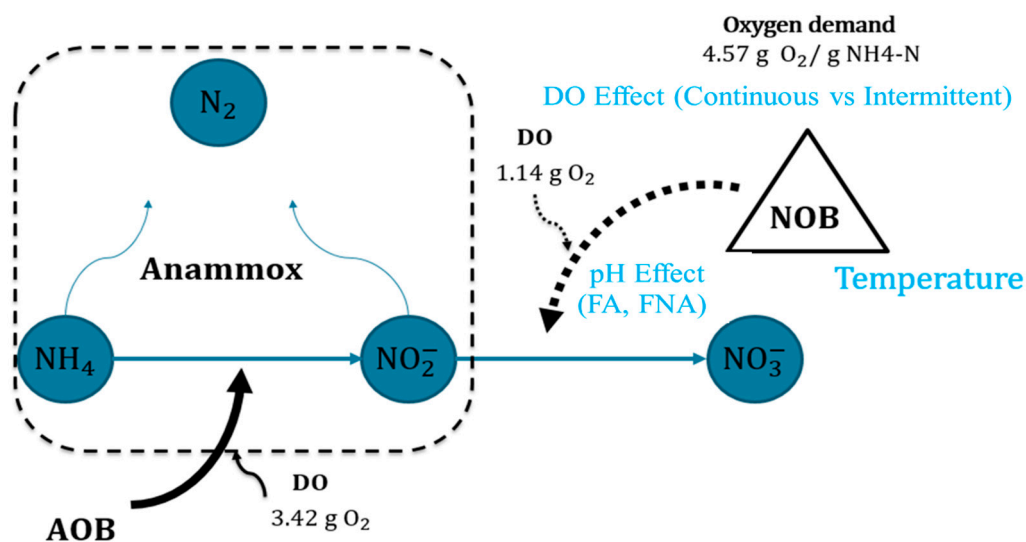 Oxygen demand
4.57 g O₂/ g NH4-N
DO Effect (Continuous vs Intermittent)
N₂
DO
1.14 g O₂
NOB
Anammox
pH Effect
(FA, FNA)
Temperature
NH₄
NO₂⁻
NO₃⁻
DO
3.42 g O₂
AOB